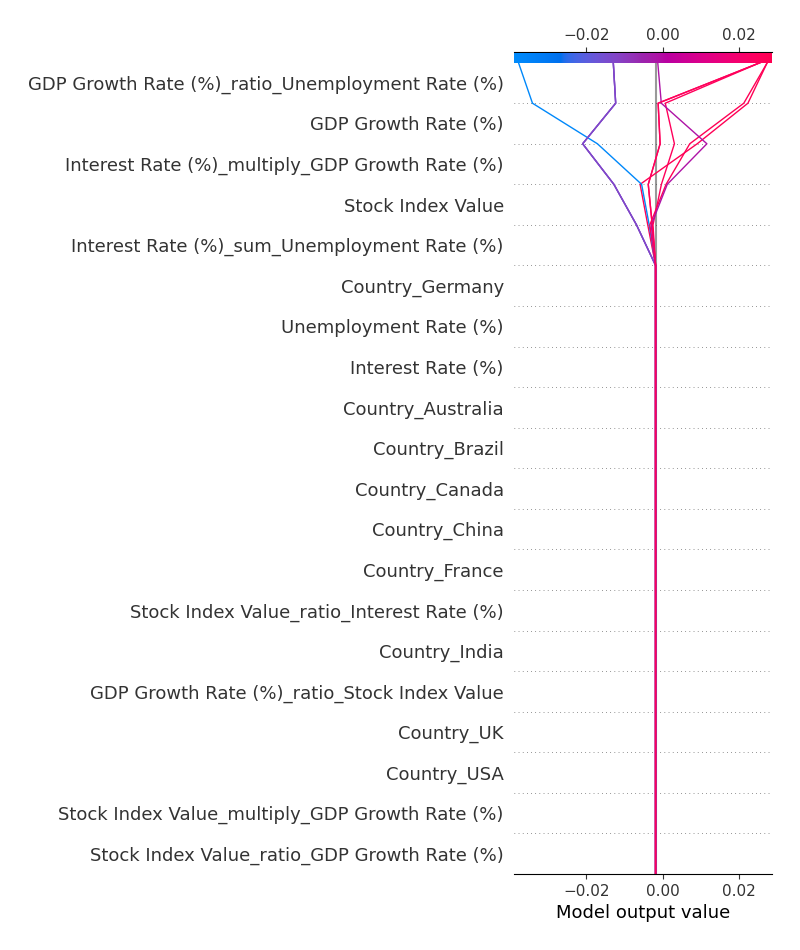 −0.02 0.00 0.02
GDP Growth Rate (%)_ratio_Unemployment Rate (%)
GDP Growth Rate (%)
Interest Rate (%)_multiply_GDP Growth Rate (%)
Stock Index Value
Interest Rate (%)_sum_Unemployment Rate (%)
Country_Germany
Unemployment Rate (%)
Interest Rate (%)
Country_Australia
Country_Brazil
Country_Canada
Country_China
Country_France
Stock Index Value_ratio_Interest Rate (%)
Country_India
GDP Growth Rate (%)_ratio_Stock Index Value
Country_UK
Country_USA
Stock Index Value_multiply_GDP Growth Rate (%)
Stock Index Value_ratio_GDP Growth Rate (%)
−0.02 0.00 0.02
Model output value